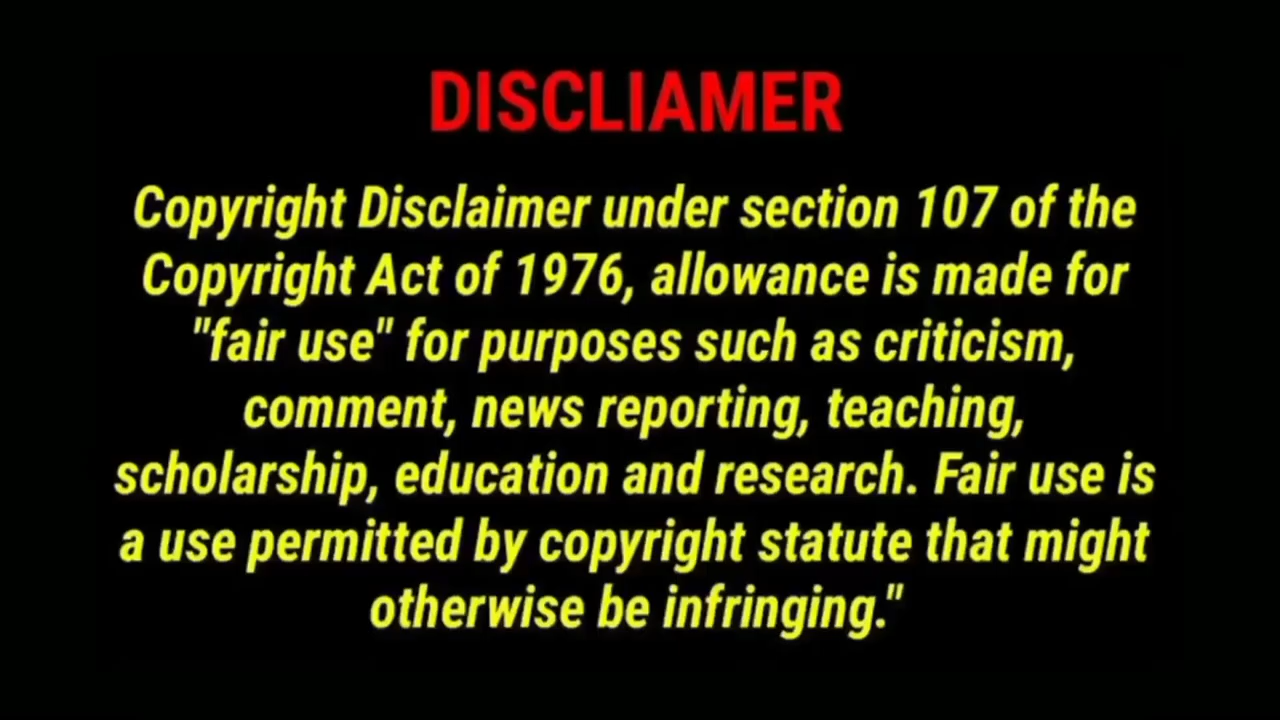 DISCLIAMER
Copyright Disclaimer under section 107 of the
Copyright Act of 1976, allowance is made for
"fair use" for purposes such as criticism,
comment, news reporting, teaching,
scholarship, education and research. Fair use is
a use permitted by copyright statute that might
otherwise be infringing."